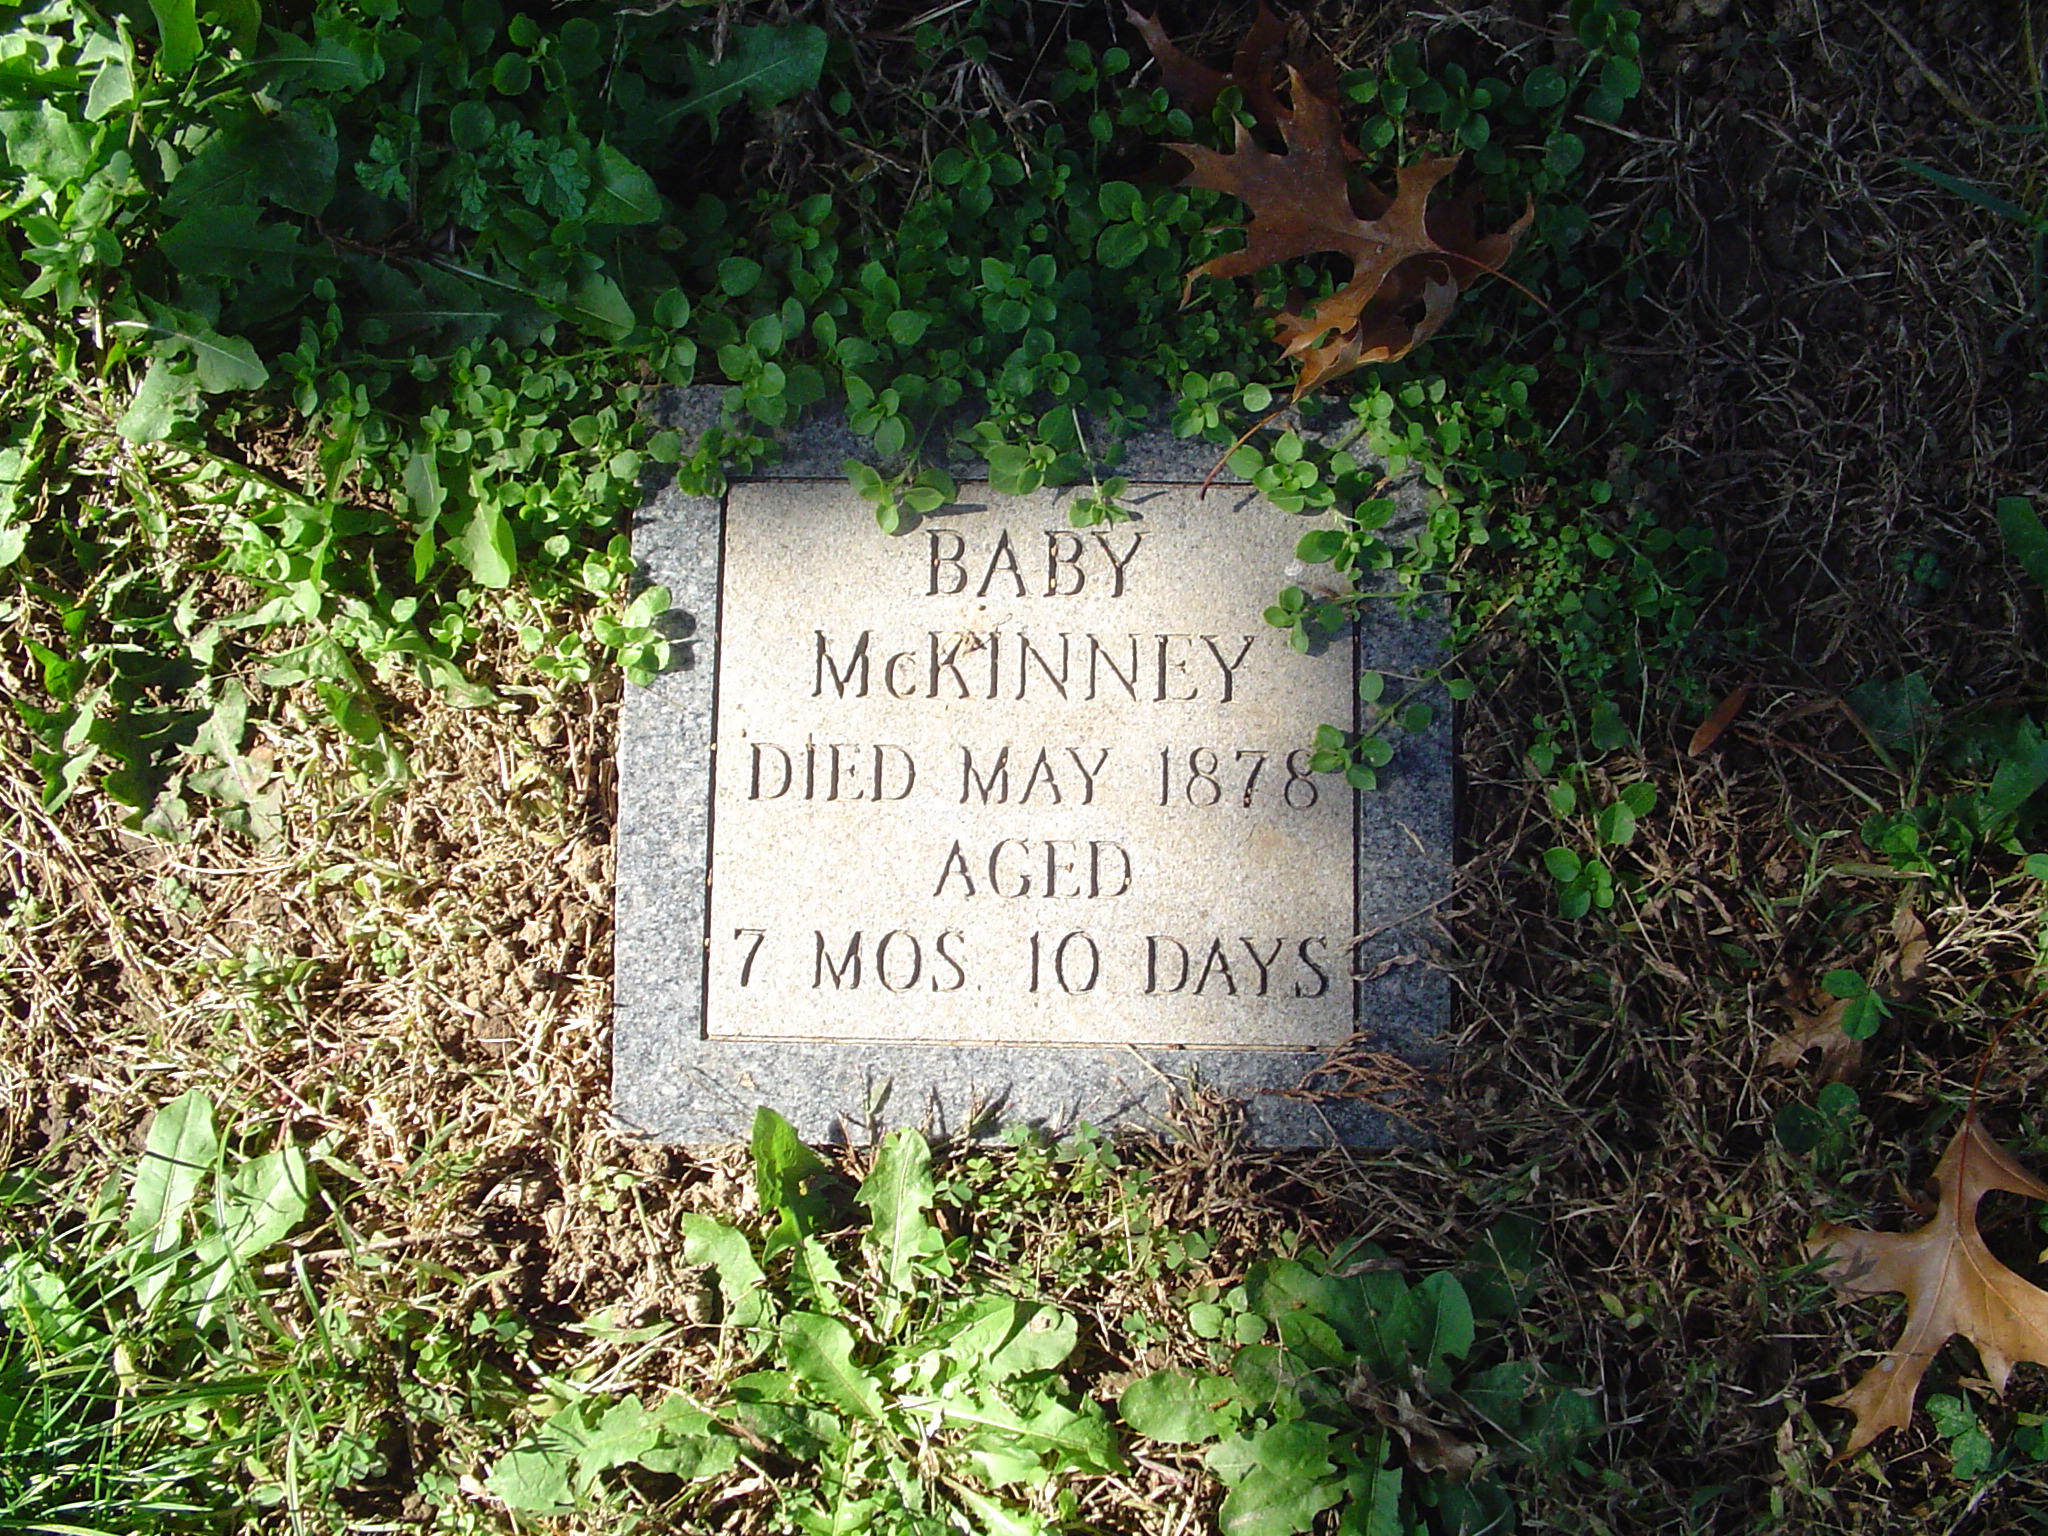 BABY
McKINNEY
DIED MAY 1878
AGED
7 MOS. 10 DAYS